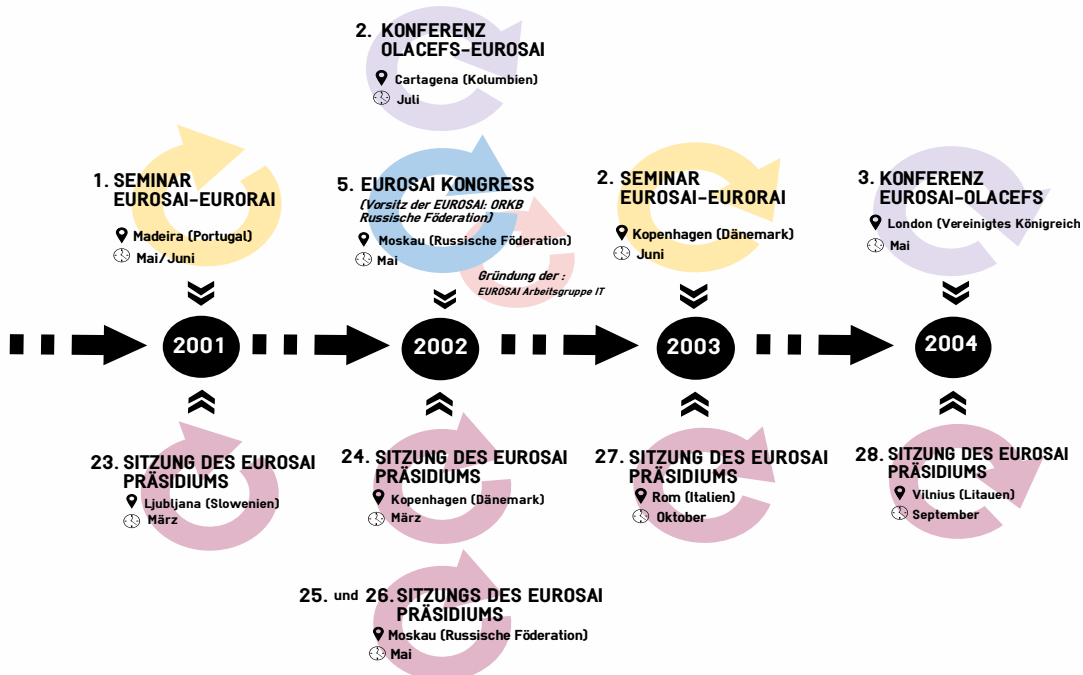 2. KONFERENZ
OLACEFS-EUROSAI
Cartagena (Kolumbien)
Juli
1. SEMINAR
EUROSAI-EURORAI
Madeira (Portugal)
Mai/Juni
5. EUROSAI KONGRESS
(Vorsitz der EUROSAI: ORKB
Russische Föderation)
Moskau (Russische Föderation)
Mai
Gründung der :
EUROSAI Arbeitsgruppe IT
2. SEMINAR
EUROSAI-EURORAI
Kopenhagen (Dänemark)
Juni
3. KONFERENZ
EUROSAI-OLACEFS
London (Vereinigtes Königreich
Mai
2001
2002
2003
2004
23. SITZUNG DES EUROSAI
PRÄSIDIUMS
Ljubljana (Slowenien)
März
24. SITZUNG DES EUROSAI
PRÄSIDIUMS
Kopenhagen (Dänemark)
März
27. SITZUNG DES EUROSAI
PRÄSIDIUMS
Rom (Italien)
Oktober
28. SITZUNG DES EUROSAI
PRÄSIDIUMS
Vilnius (Litauen)
September
25. und 26. SITZUNGS DES EUROSAI
PRÄSIDIUMS
Moskau (Russische Föderation)
Mai